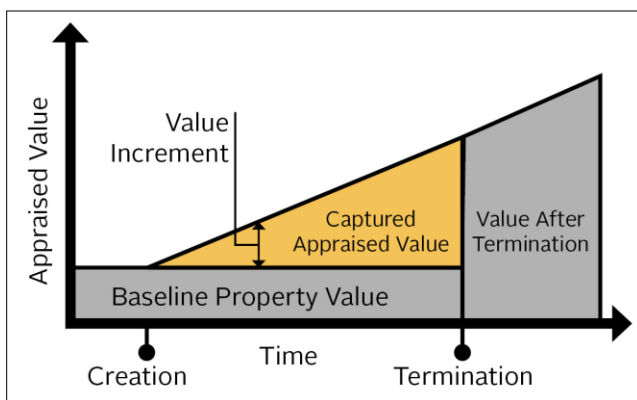 Appraised Value
Value
Increment
Captured
Appraised Value
Value After
Termination
Baseline Property Value
Creation
Time
Termination